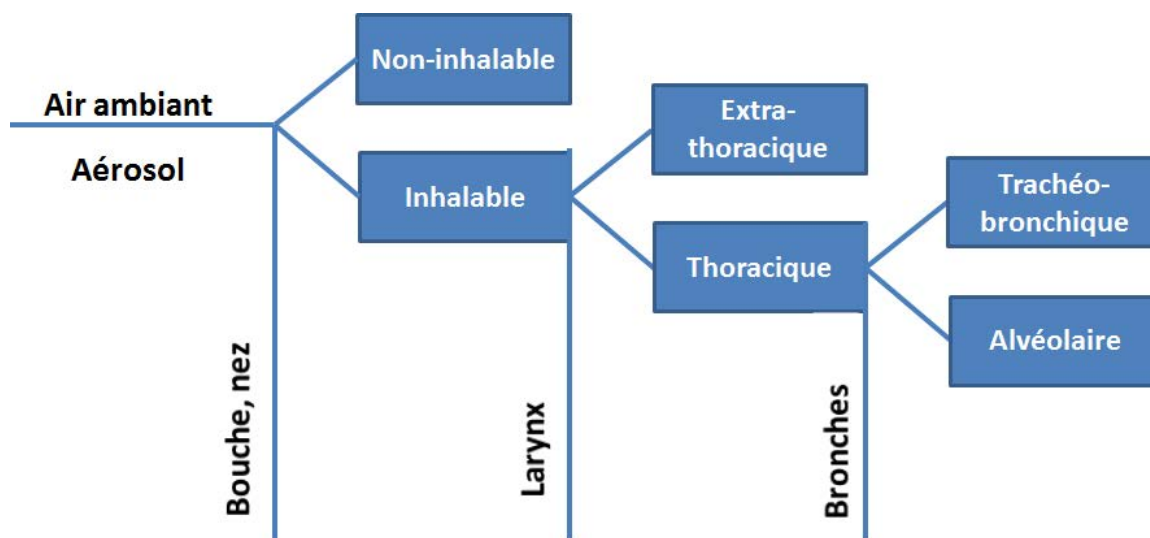 Air ambiant
Aérosol
Non-inhalable
Inhalable
Extra-
thoracique
Thoracique
Trachéo-
bronchique
Alvéolaire
Bouche, nez
Larynx
Bronches